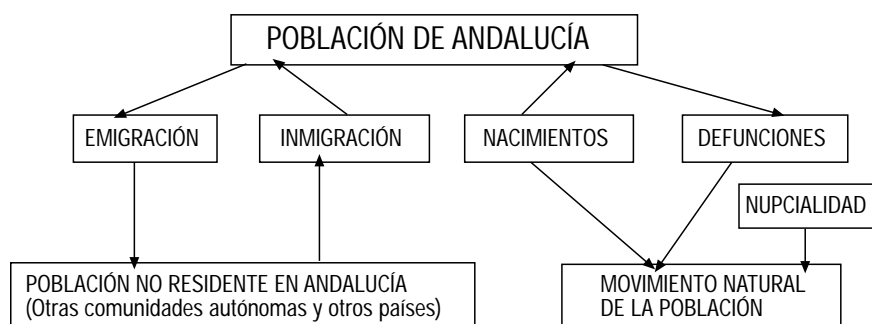 POBLACIÓN DE ANDALUCÍA
EMIGRACIÓN
INMIGRACIÓN
NACIMIENTOS
DEFUNCIONES
NUPCIALIDAD
POBLACIÓN NO RESIDENTE EN ANDALUCÍA
(Otras comunidades autónomas y otros países)
MOVIMIENTO NATURAL
DE LA POBLACIÓN